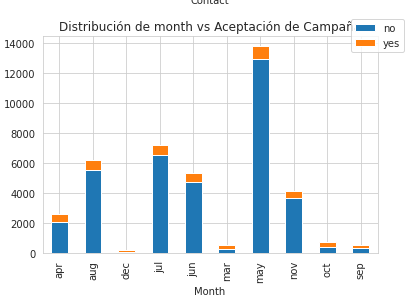 Contact
Distribución de month vs Aceptación de Campañ
no
yes
14000
12000
10000
8000
6000
4000
2000
0
apr
aug
dec
jul
jun
mar
may
nov
oct
sep
Month